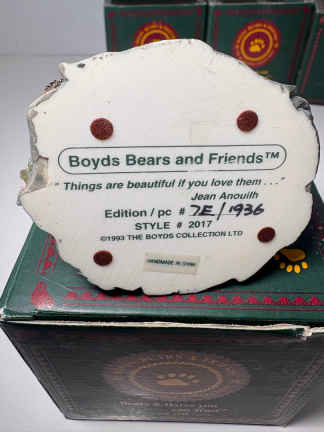 Boyds Bears and Friends™
"Things are beautiful if you love them . . ."
Jean Anouilh
Edition / pc # 7E/1936
STYLE # 2017
©1993 THE BOYDS COLLECTION LTD
HANDMADE IN CHINA